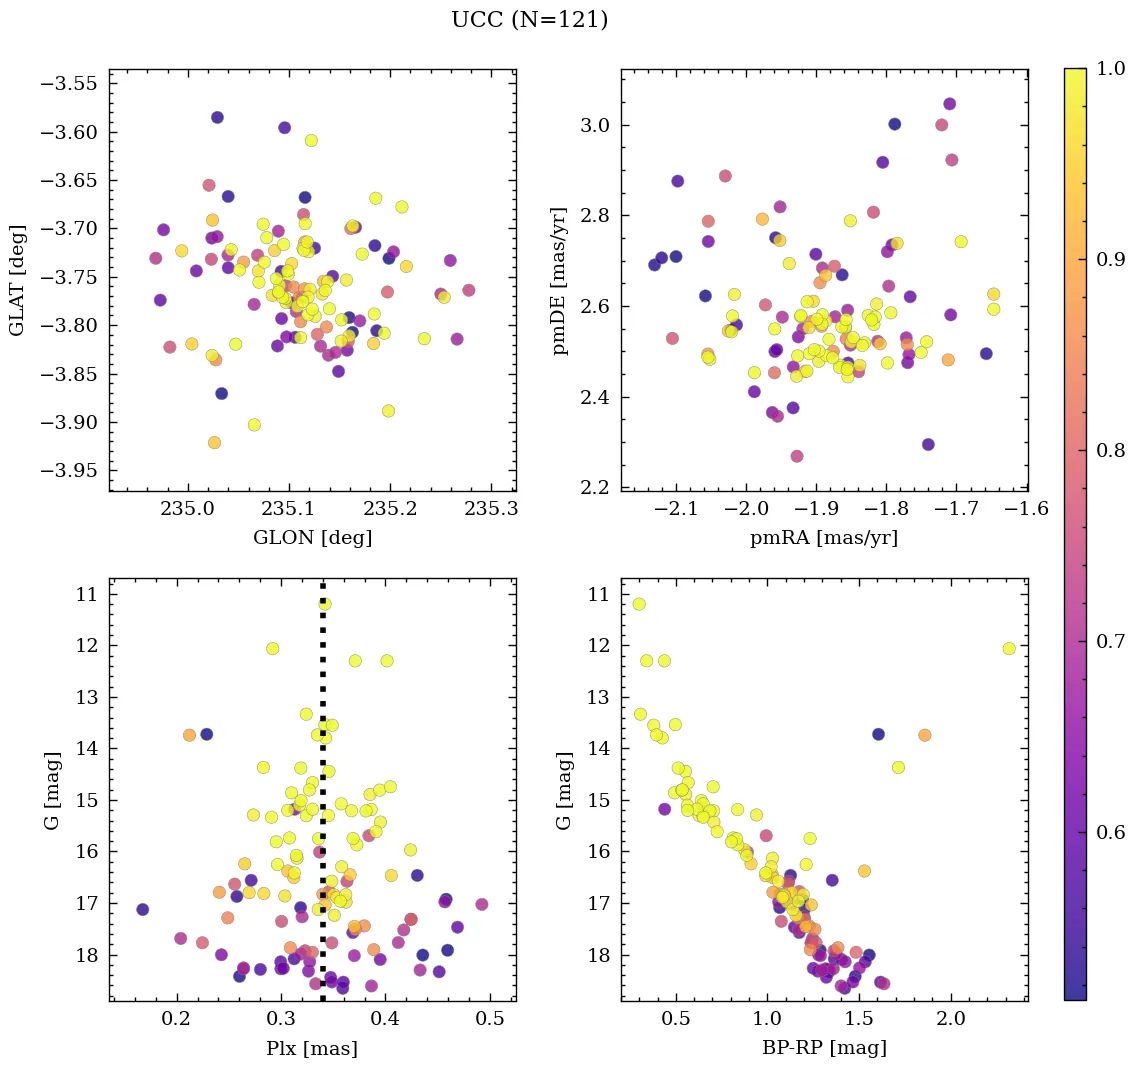 UCC (N=121)
−3.55
−3.60
−3.65
−3.70
−3.75
−3.80
−3.85
−3.90
−3.95
GLAT [deg]
235.0 235.1 235.2 235.3
GLON [deg]
3.0
2.8
2.6
2.4
2.2
pmDE [mas/yr]
−2.1 −2.0 −1.9 −1.8 −1.7 −1.6
pmRA [mas/yr]
11
12
13
14
15
16
17
18
G [mag]
0.2 0.3 0.4 0.5
Plx [mas]
11
12
13
14
15
16
17
18
G [mag]
0.5 1.0 1.5 2.0
BP-RP [mag]
1.0
0.9
0.8
0.7
0.6